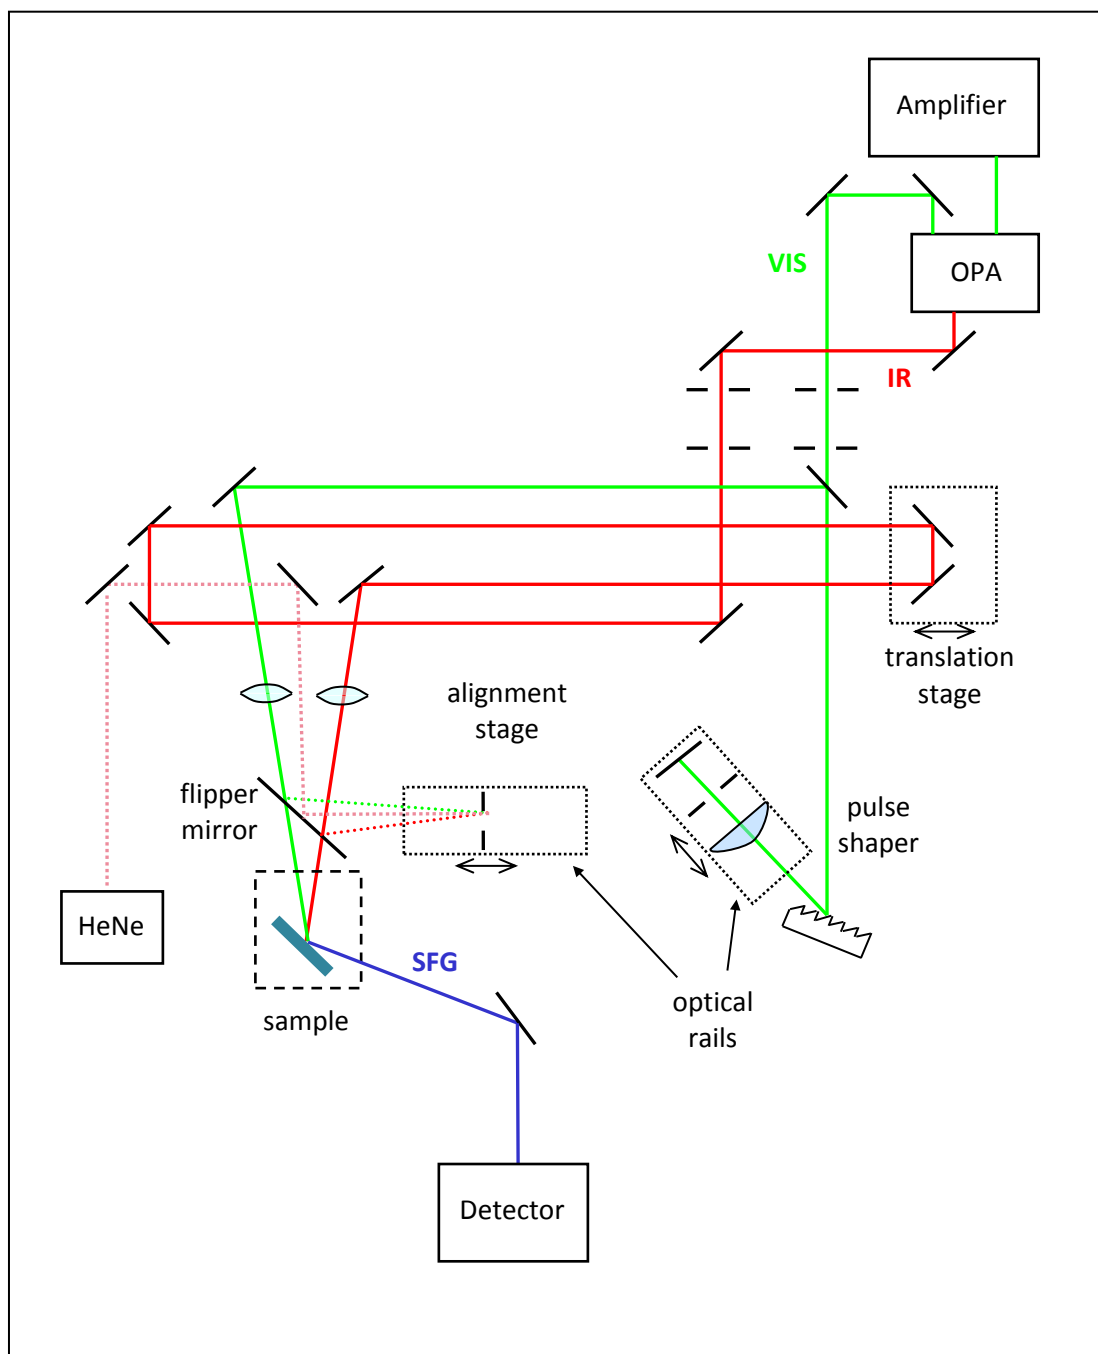 Amplifier
VIS
OPA
IR
translation
stage
alignment
stage
flipper
mirror
pulse
shaper
HeNe
SFG
sample
optical
rails
Detector